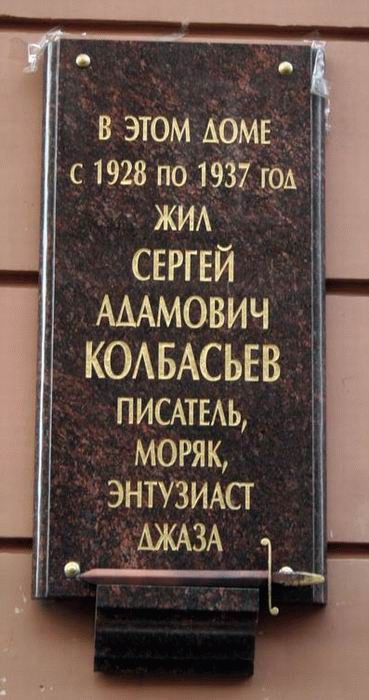 В ЭТОМ ДОМЕ
С 1928 ПО 1937 ГОД
ЖИЛ
СЕРГЕЙ
АДАМОВИЧ
КОЛБАСЬЕВ
ПИСАТЕЛЬ,
МОРЯК,
ЭНТУЗИАСТ
ДЖАЗА